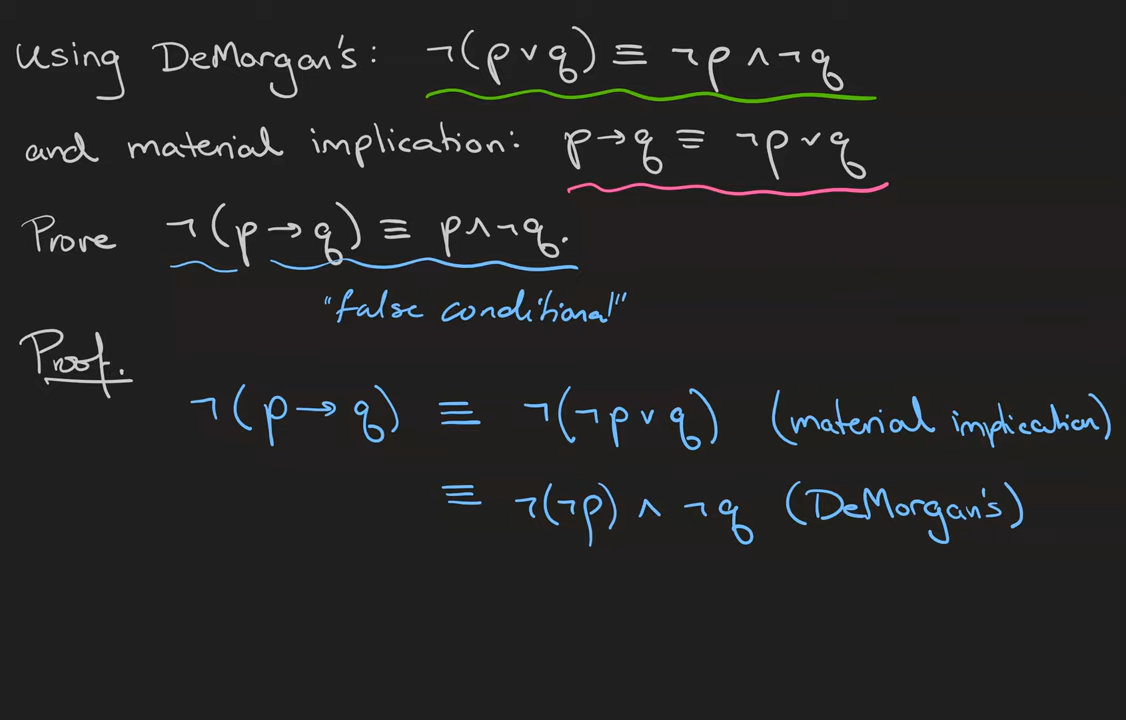 Using DeMorgan's: ¬(p ∨ q) ≡ ¬p ∧ ¬q
and material implication: p → q ≡ ¬p ∨ q
Prove ¬(p → q) ≡ p ∧ ¬q.
"false conditional"
Proof.
¬(p → q) ≡ ¬(¬p ∨ q) (material implication)
≡ ¬(¬p) ∧ ¬q (DeMorgan's)